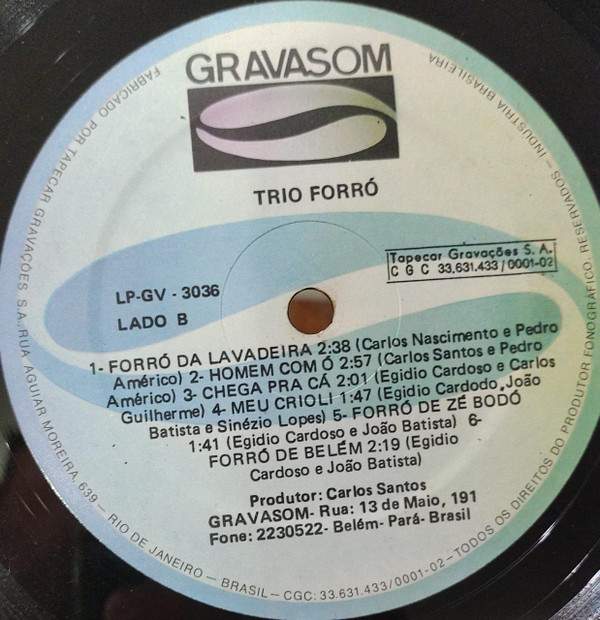 GRAVASOM
TRIO FORRÓ
Tapecar Gravações S. A.
C G C 33.631.433/0001-02
LP-GV - 3036
LADO B
1- FORRÓ DA LAVADEIRA 2:38 (Carlos Nascimento e Pedro
Américo) 2- HOMEM COM Ó 2:57 (Carlos Santos e Pedro
Américo) 3- CHEGA PRA CÁ 2:01 (Egidio Cardoso e Carlos
Guilherme) 4- MEU CRIOLI 1:47 (Egidio Cardodo, João
Batista e Sinézio Lopes) 5- FORRÓ DE ZÉ BODÓ
1:41 (Egidio Cardoso e João Batista) 6-
FORRÓ DE BELÉM 2:19 (Egidio
Cardoso e João Batista)
Produtor: Carlos Santos
GRAVASOM- Rua: 13 de Maio, 191
Fone: 2230522- Belém- Pará- Brasil
FABRICADO POR TAPECAR GRAVAÇÕES S.A. RUA AGUIAR MOREIRA, 639 - RIO DE JANEIRO - BRASIL - CGC: 33.631.433/0001-02 - TODOS OS DIREITOS DO PRODUTOR FONOGRÁFICO RESERVADOS - INDÚSTRIA BRASILEIRA